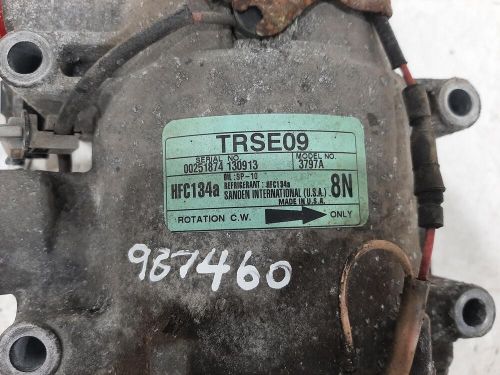 TRSE09
SERIAL NO. MODEL NO.
00251874 130913 3797A
OIL:SP-10
HFC134a REFRIGERANT : HFC134a 8N
SANDEN INTERNATIONAL (U.S.A.)
MADE IN U.S.A.
ROTATION C.W. ONLY
987460